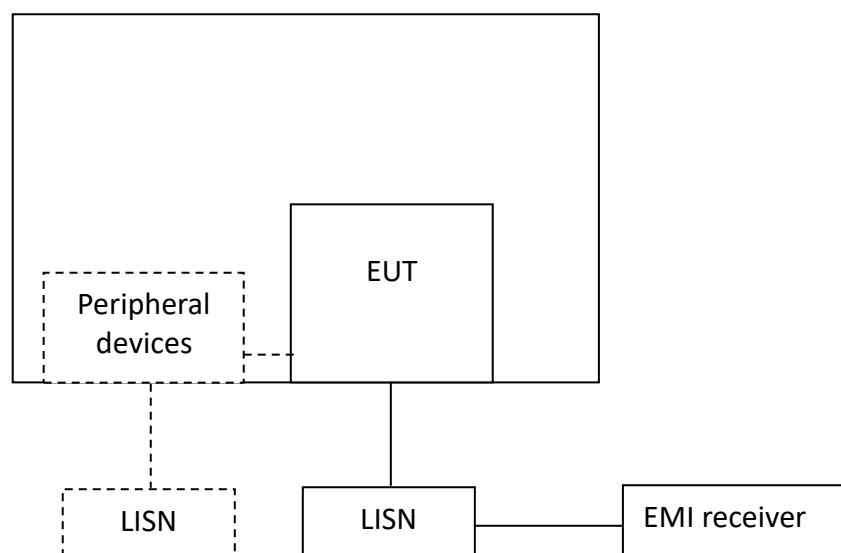 EUT
Peripheral
devices
LISN
LISN
EMI receiver